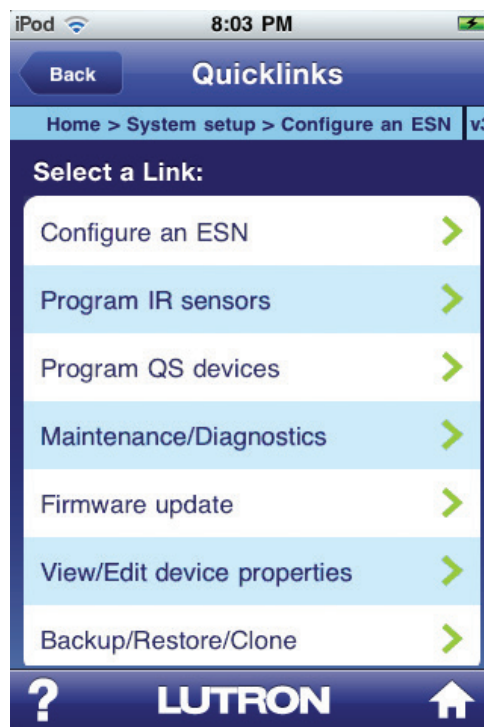 iPod 8:03 PM
Back Quicklinks
Home > System setup > Configure an ESN v3
Select a Link:
Configure an ESN
Program IR sensors
Program QS devices
Maintenance/Diagnostics
Firmware update
View/Edit device properties
Backup/Restore/Clone
? LUTRON